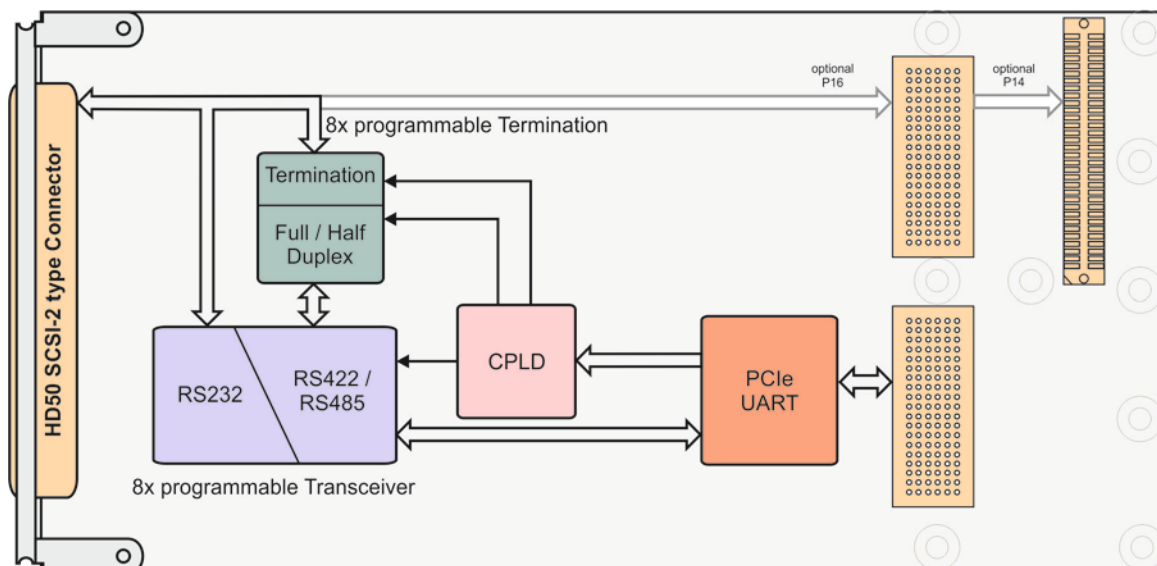 optional
P16
optional
P14
8x programmable Termination
HD50 SCSI-2 type Connector
Termination
Full / Half
Duplex
RS232
RS422 /
RS485
CPLD
PCIe
UART
8x programmable Transceiver